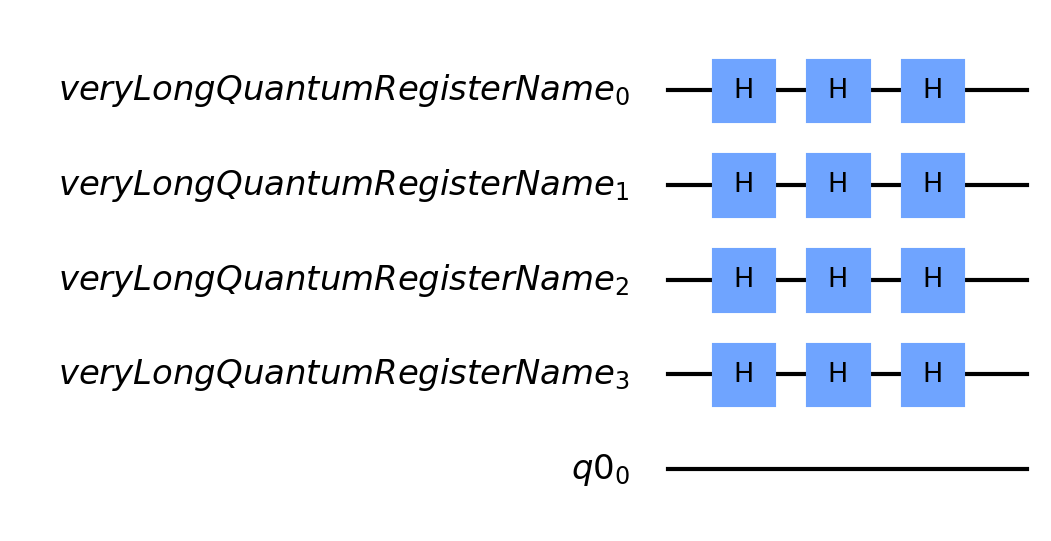 veryLongQuantumRegisterName₀ H H H
veryLongQuantumRegisterName₁ H H H
veryLongQuantumRegisterName₂ H H H
veryLongQuantumRegisterName₃ H H H
q0₀